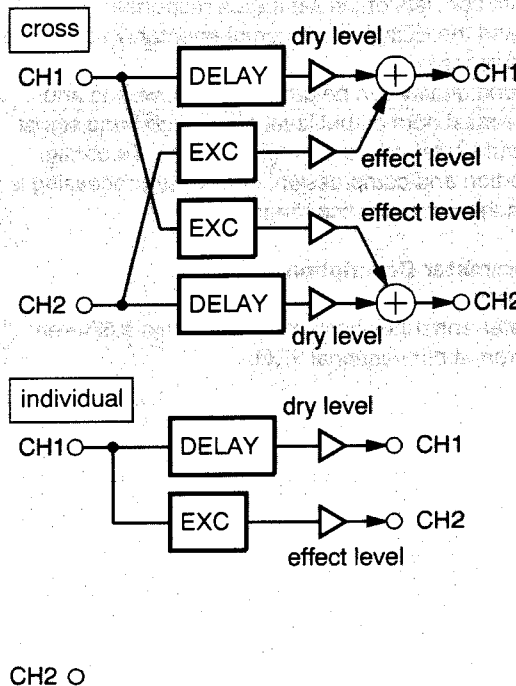 cross
dry level
CH1 DELAY CH1
EXC
effect level
effect level
EXC
CH2 DELAY CH2
dry level
individual
dry level
CH1 DELAY CH1
EXC CH2
effect level
CH2